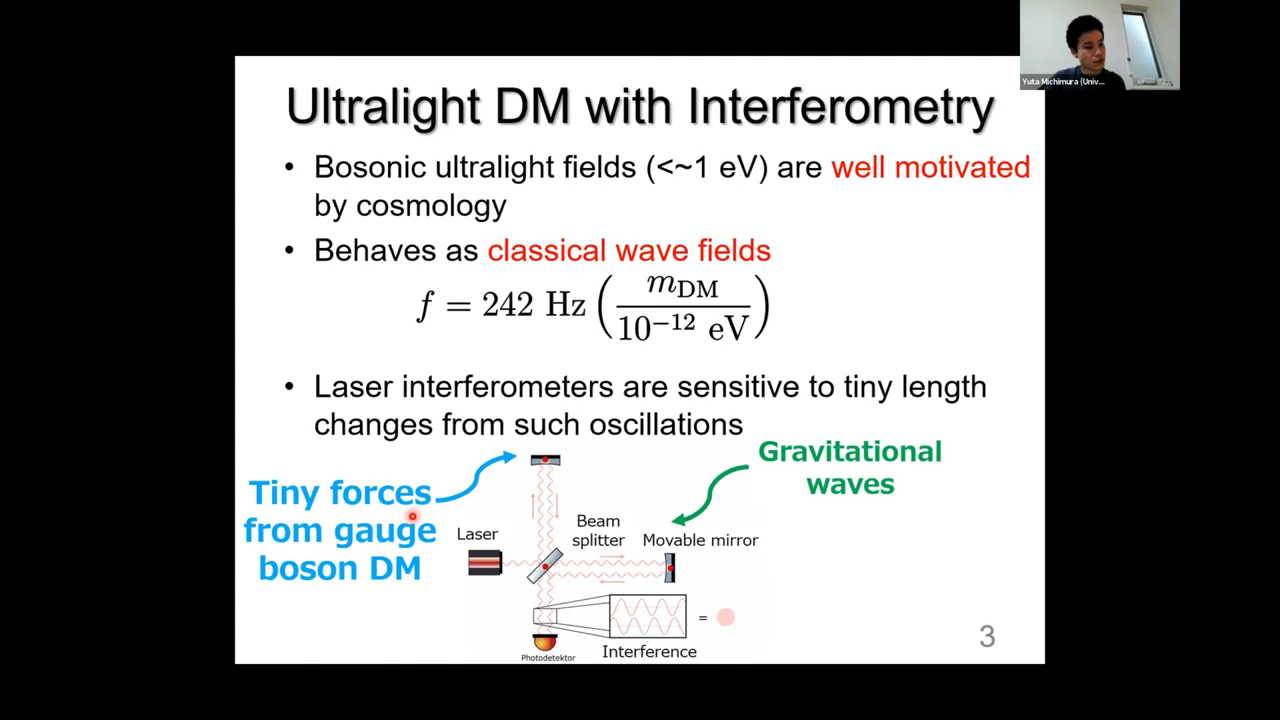 Yuta Michimura (Univ...
Ultralight DM with Interferometry
• Bosonic ultralight fields (<~1 eV) are well motivated
by cosmology
• Behaves as classical wave fields
f = 242 Hz ( m_DM / 10^−12 eV )
• Laser interferometers are sensitive to tiny length
changes from such oscillations
Gravitational
waves
Tiny forces
from gauge
boson DM
Laser
Beam
splitter
Movable mirror
=
Interference
Photodetektor
3